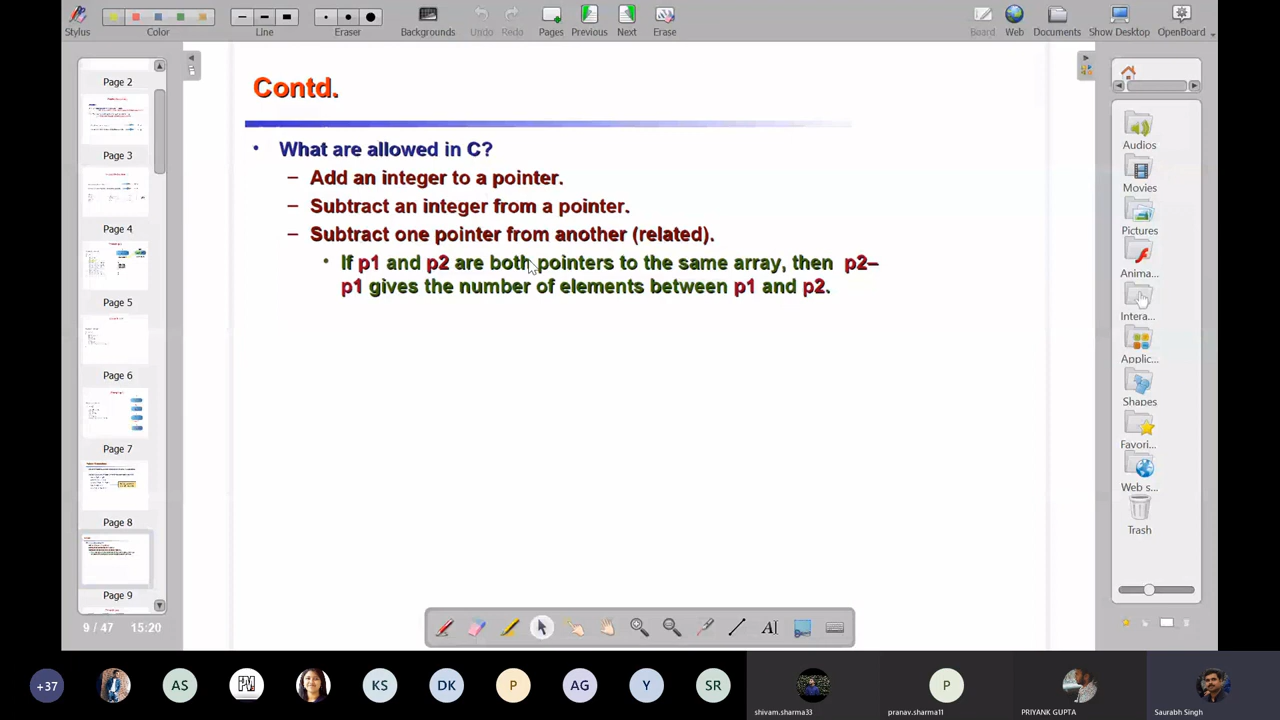 Stylus
Color
Line
Eraser
Backgrounds
Undo
Redo
Pages
Previous
Next
Erase
Board
Web
Documents
Show Desktop
OpenBoard
Page 2
Page 3
Page 4
Page 5
Page 6
Page 7
Page 8
Page 9
9 / 47 15:20
Contd.
• What are allowed in C?
– Add an integer to a pointer.
– Subtract an integer from a pointer.
– Subtract one pointer from another (related).
• If p1 and p2 are both pointers to the same array, then p2–
p1 gives the number of elements between p1 and p2.
Audios
Movies
Pictures
Anima...
Intera...
Applic...
Shapes
Favori...
Web s...
Trash
+37
AS
KS
DK
P
AG
Y
SR
P
shivam.sharma33
pranav.sharma11
PRIYANK GUPTA
Saurabh Singh